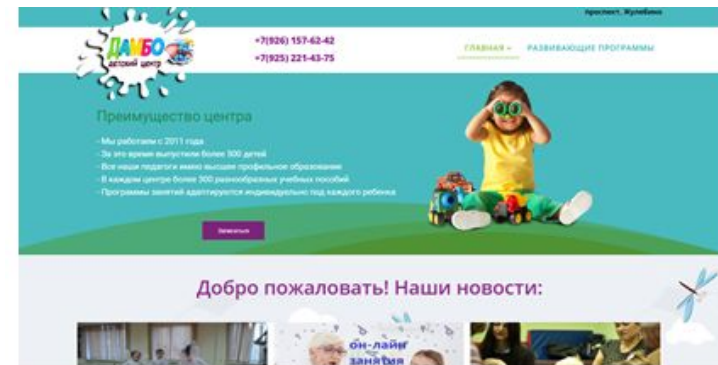 проспект, Жулебино
ДАМБО
детский центр
+7(926) 157-62-42
+7(925) 221-43-75
ГЛАВНАЯ
РАЗВИВАЮЩИЕ ПРОГРАММЫ
Преимущество центра
- Мы работаем с 2011 года
- За это время выпустили более 500 детей
- Все наши педагоги имею высшее профильное образование
- В каждом центре более 300 разнообразных учебных пособий
- Программы занятий адаптируются индивидуально под каждого ребенка
Записаться
Добро пожаловать! Наши новости:
он-лайн
занятия